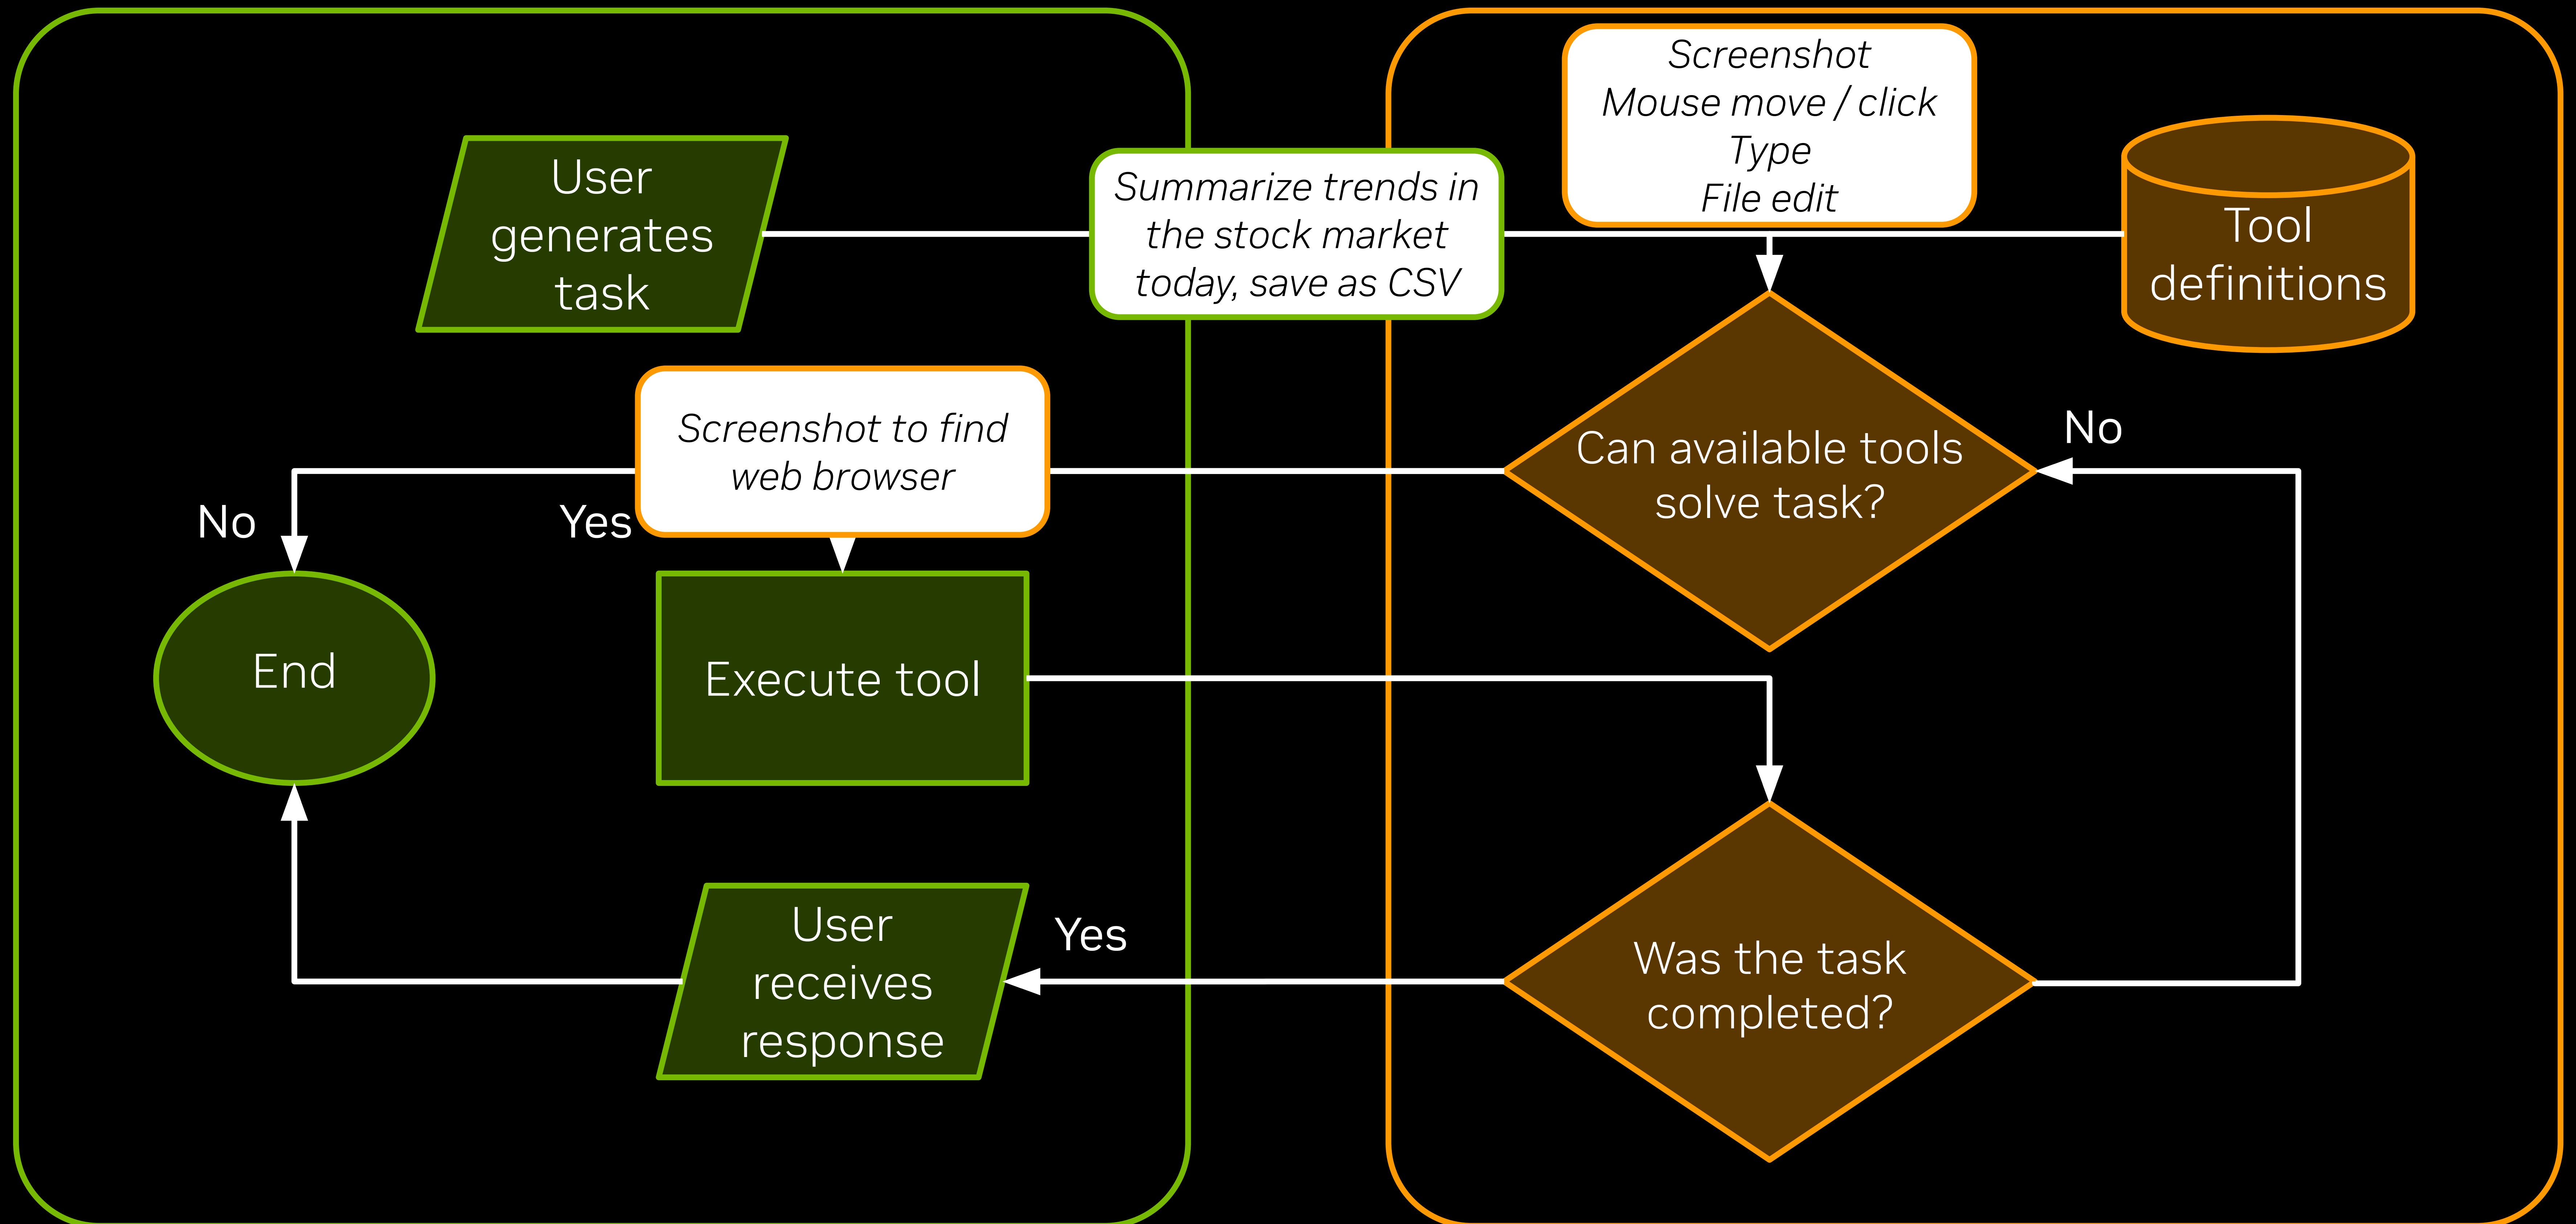 User
generates
task
Summarize trends in
the stock market
today, save as CSV
Screenshot
Mouse move / click
Type
File edit
Tool
definitions
Screenshot to find
web browser
Can available tools
solve task?
No
No
Yes
End
Execute tool
User
receives
response
Yes
Was the task
completed?